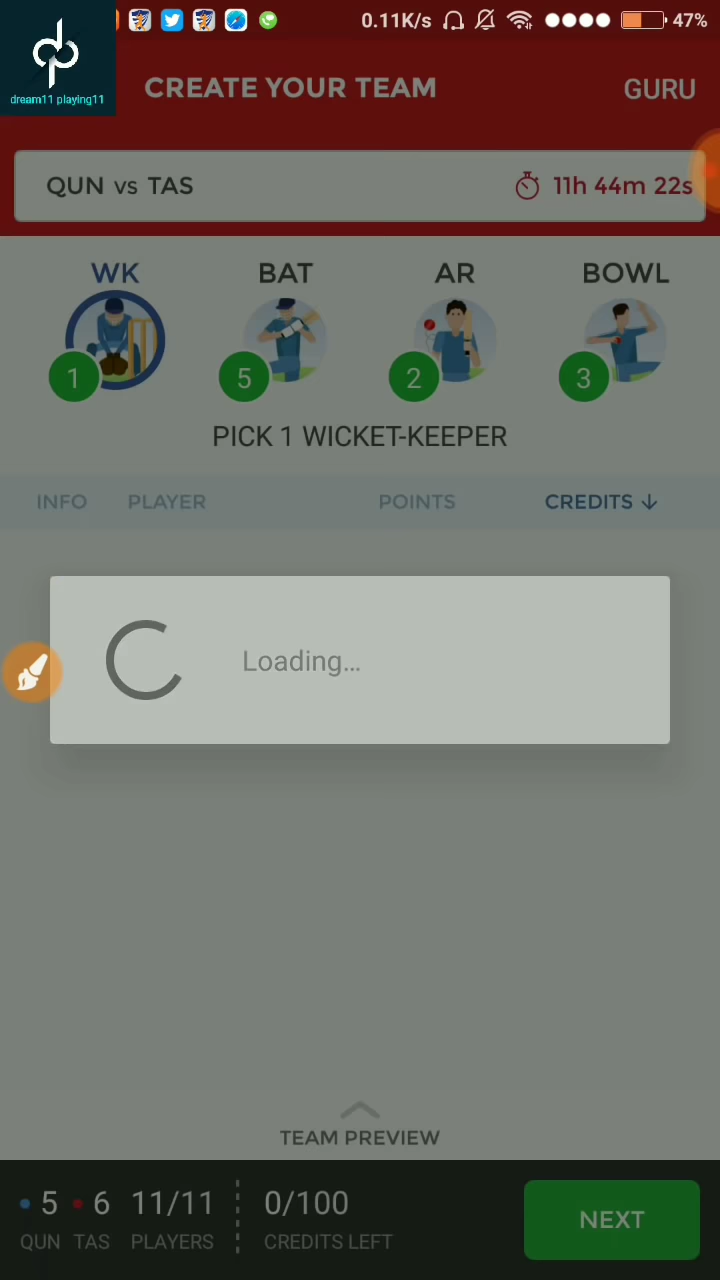 0.11K/s 47%
dream11 playing11
CREATE YOUR TEAM
GURU
QUN vs TAS
11h 44m 22s
WK BAT AR BOWL
1 5 2 3
PICK 1 WICKET-KEEPER
INFO PLAYER POINTS CREDITS ↓
Loading...
TEAM PREVIEW
5 6 11/11 0/100
QUN TAS PLAYERS CREDITS LEFT
NEXT